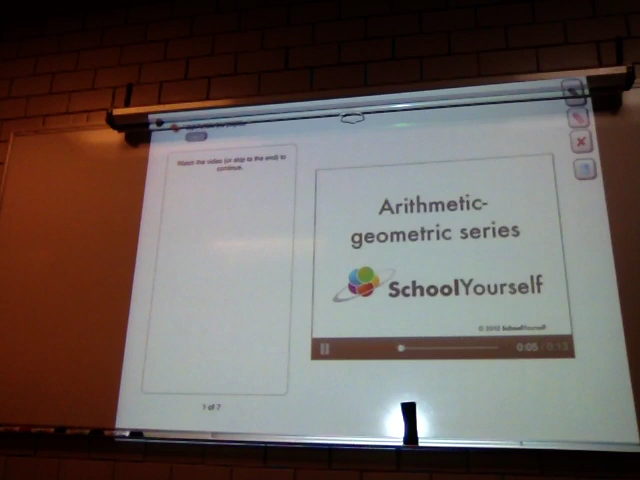 Watch the video (or skip to the end) to
continue.
Arithmetic-
geometric series
SchoolYourself
SchoolYourself
0:05 / 0:13
1 of 7